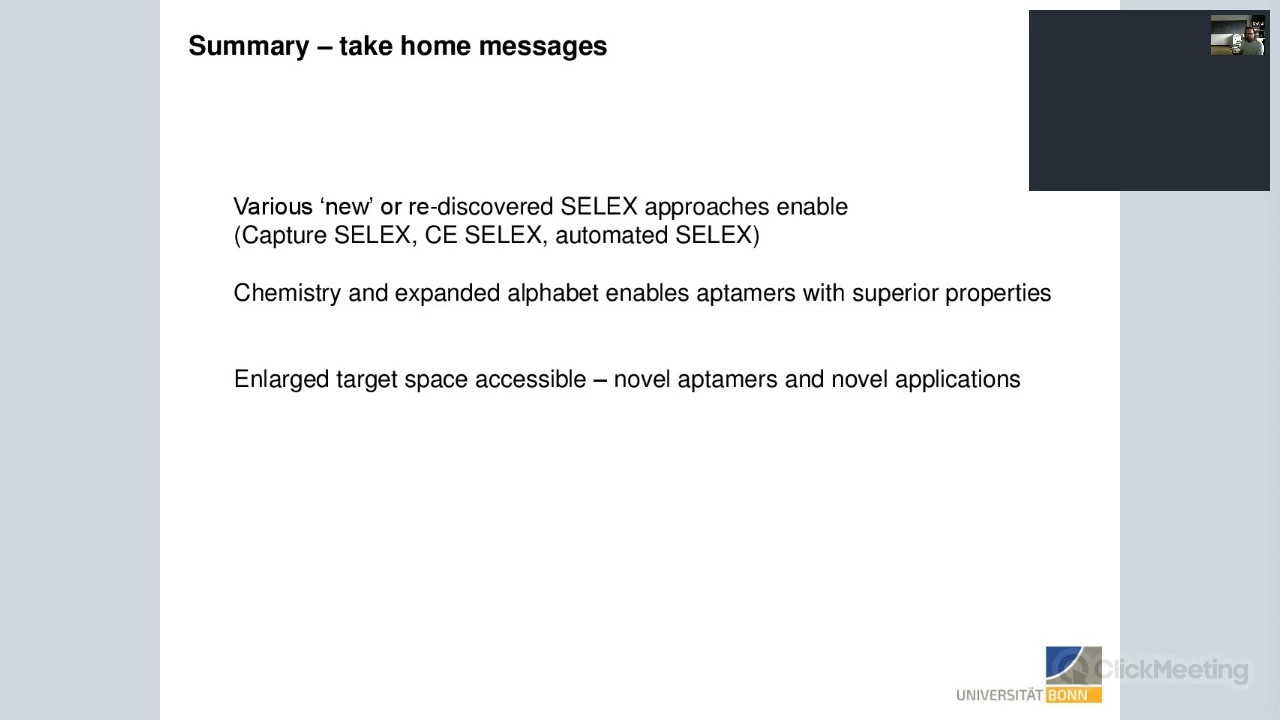 Summary – take home messages
Various ‘new’ or re-discovered SELEX approaches enable
(Capture SELEX, CE SELEX, automated SELEX)
Chemistry and expanded alphabet enables aptamers with superior properties
Enlarged target space accessible – novel aptamers and novel applications
ClickMeeting
UNIVERSITÄT BONN